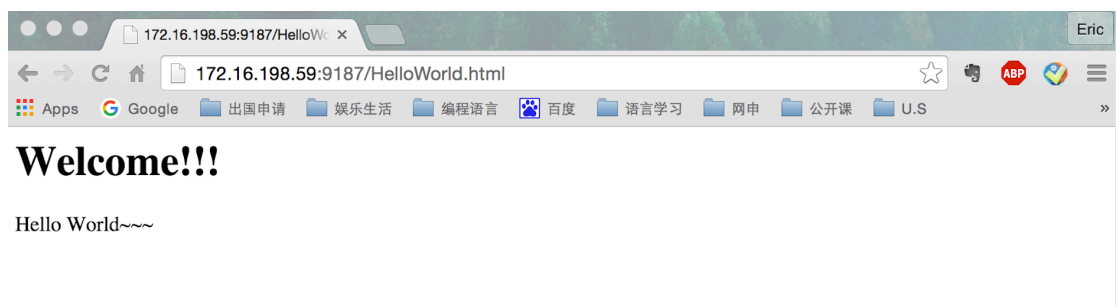 172.16.198.59:9187/HelloWo
Eric
172.16.198.59:9187/HelloWorld.html
ABP
Apps Google 出国申请 娱乐生活 编程语言 百度 语言学习 网申 公开课 U.S »
Welcome!!!
Hello World~~~